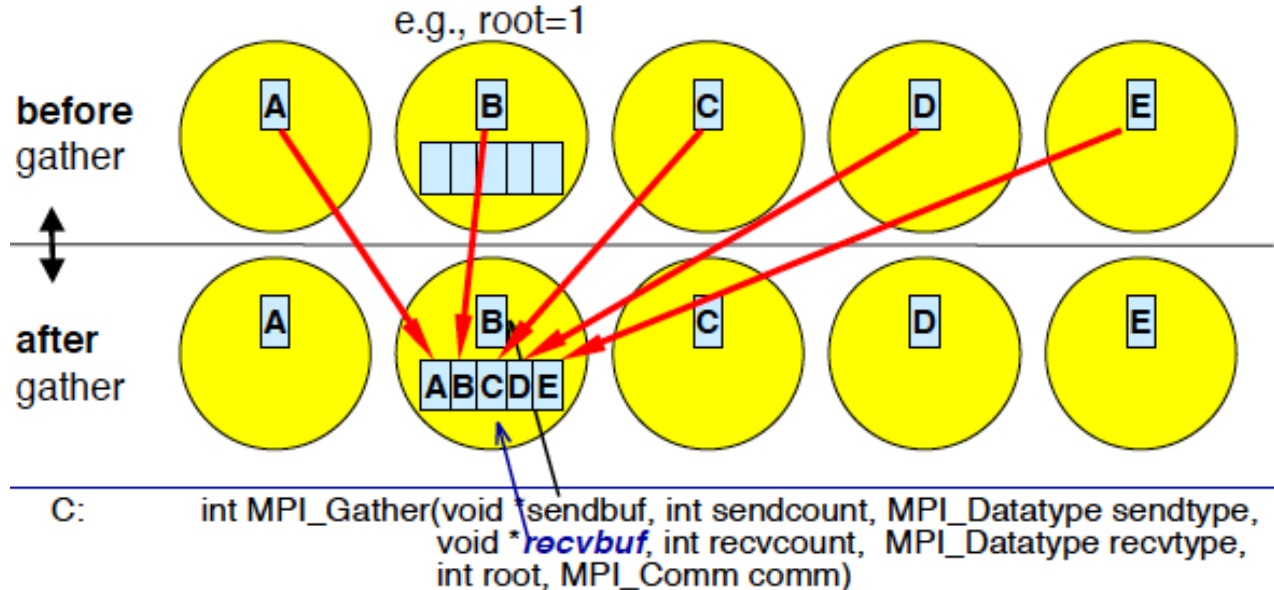 e.g., root=1
A B C D E
before
gather
A B C D E
after
gather
A B C D E
C: int MPI_Gather(void *sendbuf, int sendcount, MPI_Datatype sendtype,
void *recvbuf, int recvcount, MPI_Datatype recvtype,
int root, MPI_Comm comm)